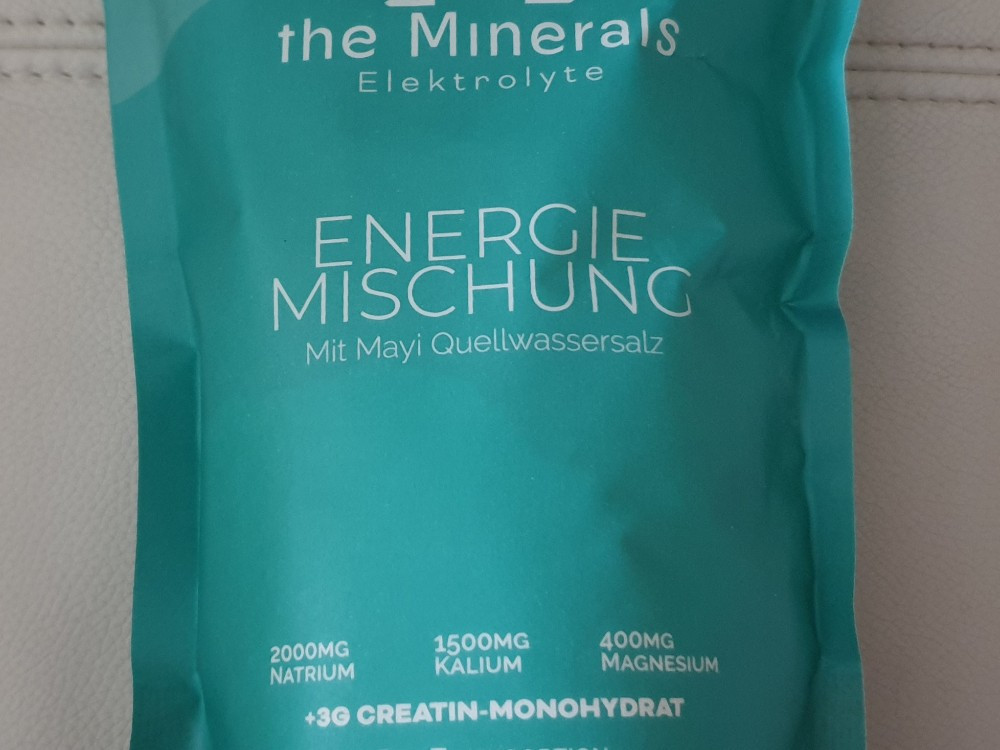 the Minerals
Elektrolyte
ENERGIE
MISCHUNG
Mit Mayi Quellwassersalz
2000MG
NATRIUM
1500MG
KALIUM
400MG
MAGNESIUM
+3G CREATIN-MONOHYDRAT